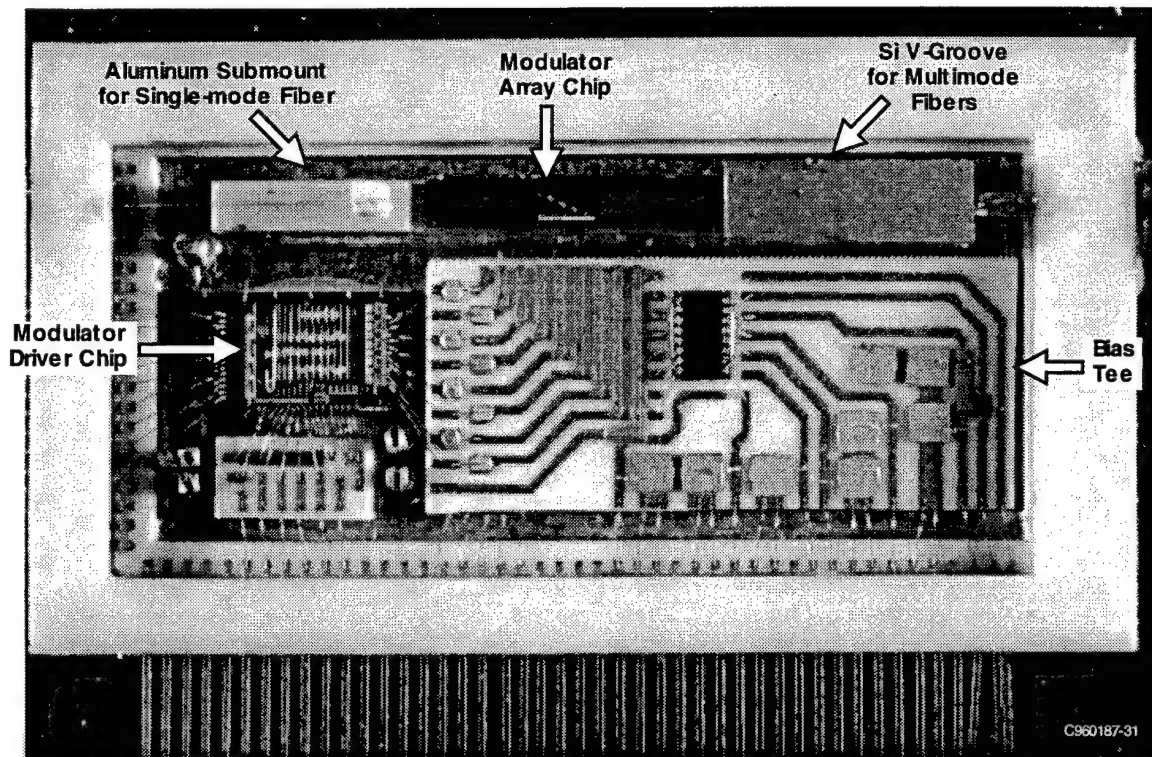 Aluminum Submount
for Single-mode Fiber
Modulator
Array Chip
Si V-Groove
for Multimode
Fibers
Modulator
Driver Chip
Bias
Tee
C960187-31